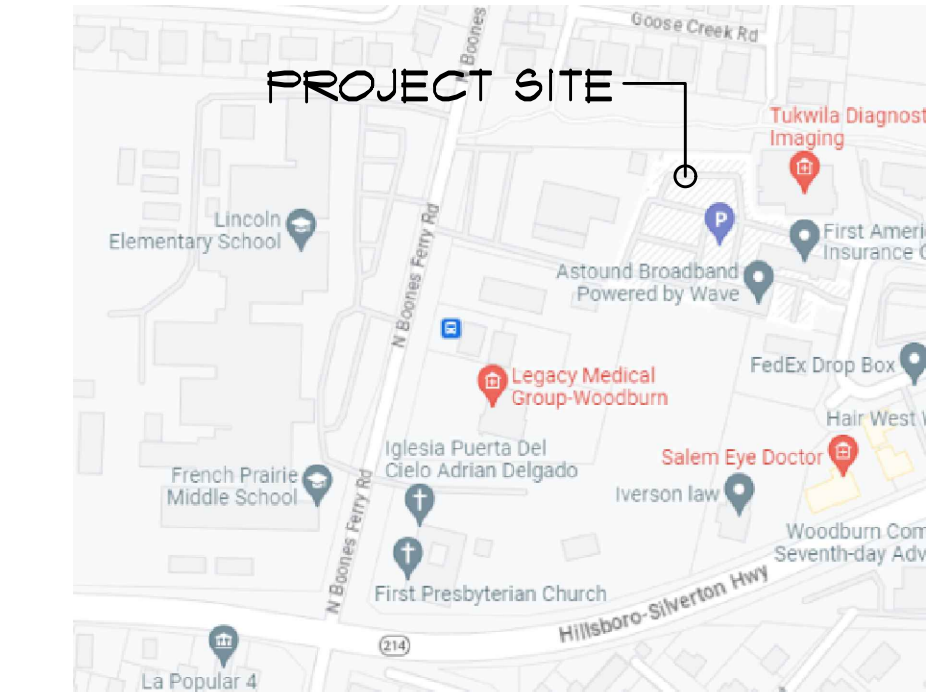 Goose Creek Rd
N Boones
PROJECT SITE
Tukwila Diagnost
Imaging
Lincoln
Elementary School
N Boones Ferry Rd
P
First Ameri
Insurance C
Astound Broadband
Powered by Wave
FedEx Drop Box
Legacy Medical
Group-Woodburn
Hair West W
Iglesia Puerta Del
Cielo Adrian Delgado
Salem Eye Doctor
French Prairie
Middle School
Iverson law
N Boones Ferry Rd
Woodburn Com
Seventh-day Adv
First Presbyterian Church
Hillsboro-Silverton Hwy
214
La Popular 4